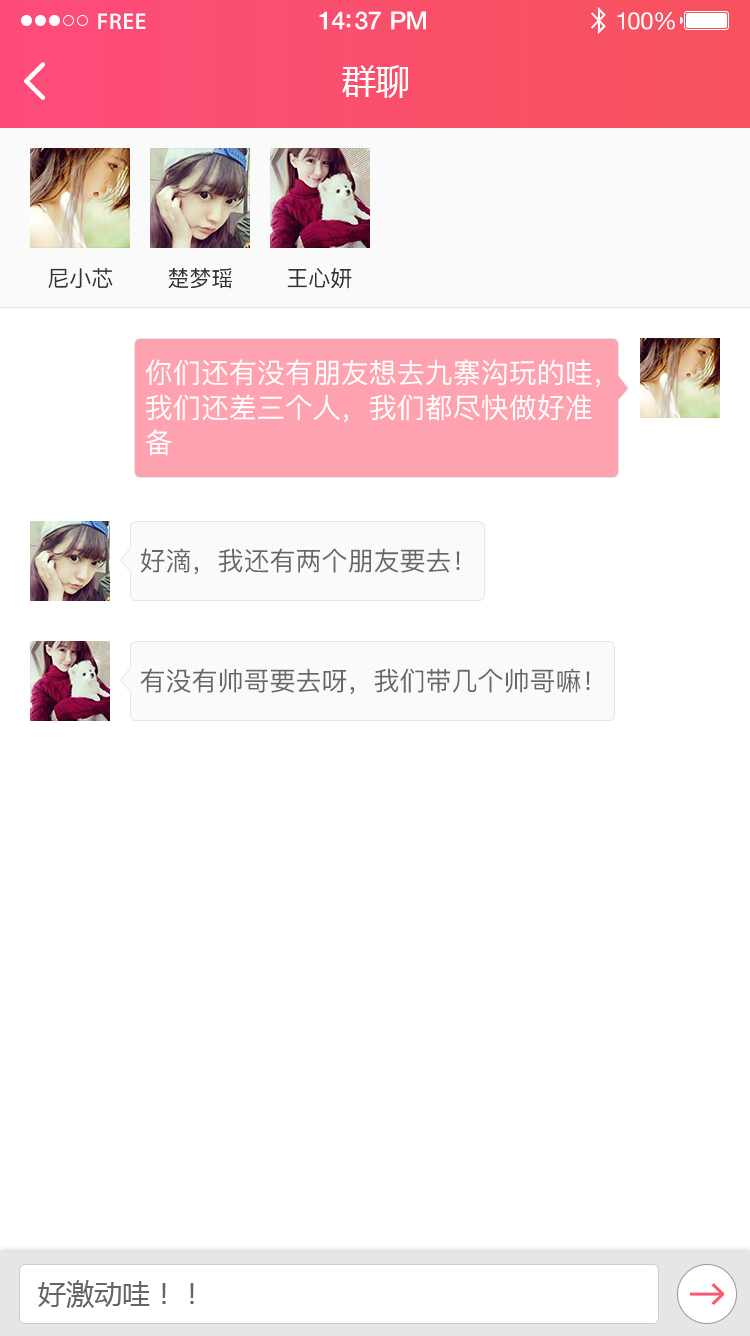 FREE 14:37 PM 100%
群聊
尼小芯 楚梦瑶 王心妍
你们还有没有朋友想去九寨沟玩的哇，
我们还差三个人，我们都尽快做好准
备
好滴，我还有两个朋友要去！
有没有帅哥要去呀，我们带几个帅哥嘛！
好激动哇！！